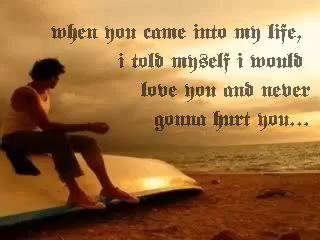 when you came into my life,
i told myself i would
love you and never
gonna hurt you...